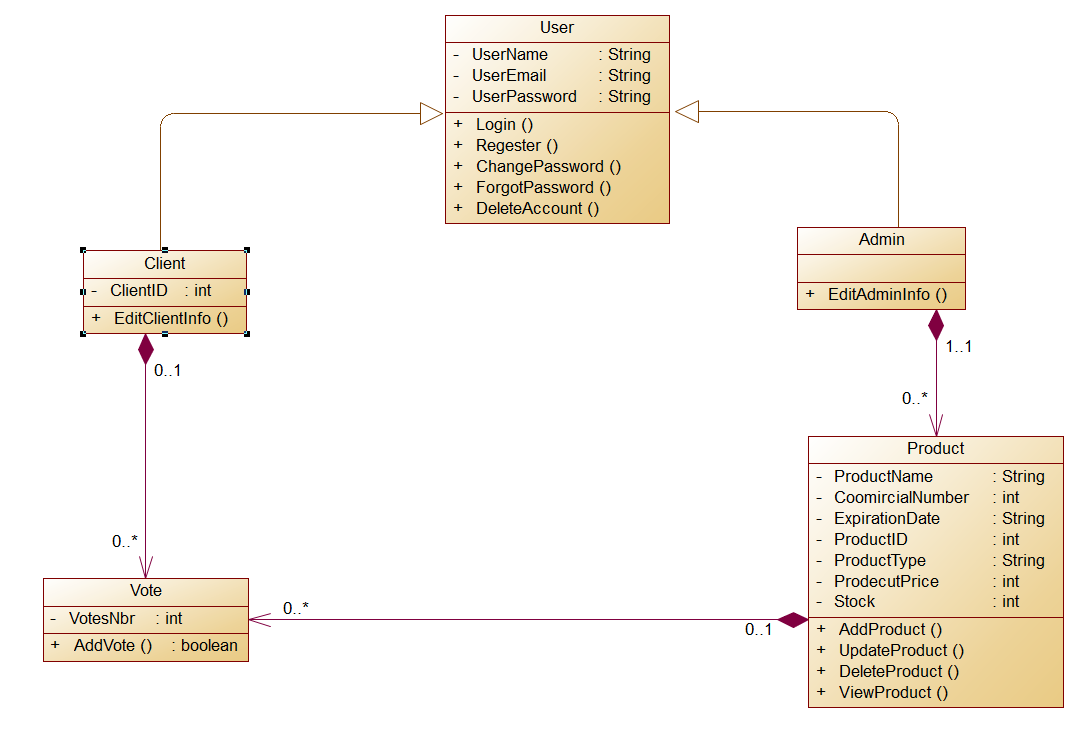 User
- UserName : String
- UserEmail : String
- UserPassword : String
+ Login ()
+ Regester ()
+ ChangePassword ()
+ ForgotPassword ()
+ DeleteAccount ()
Client
- ClientID : int
+ EditClientInfo ()
Admin
+ EditAdminInfo ()
0..1
1..1
0..*
0..*
Product
- ProductName : String
- CoomircialNumber : int
- ExpirationDate : String
- ProductID : int
- ProductType : String
- ProdecutPrice : int
- Stock : int
+ AddProduct ()
+ UpdateProduct ()
+ DeleteProduct ()
+ ViewProduct ()
Vote
- VotesNbr : int
+ AddVote () : boolean
0..*
0..1